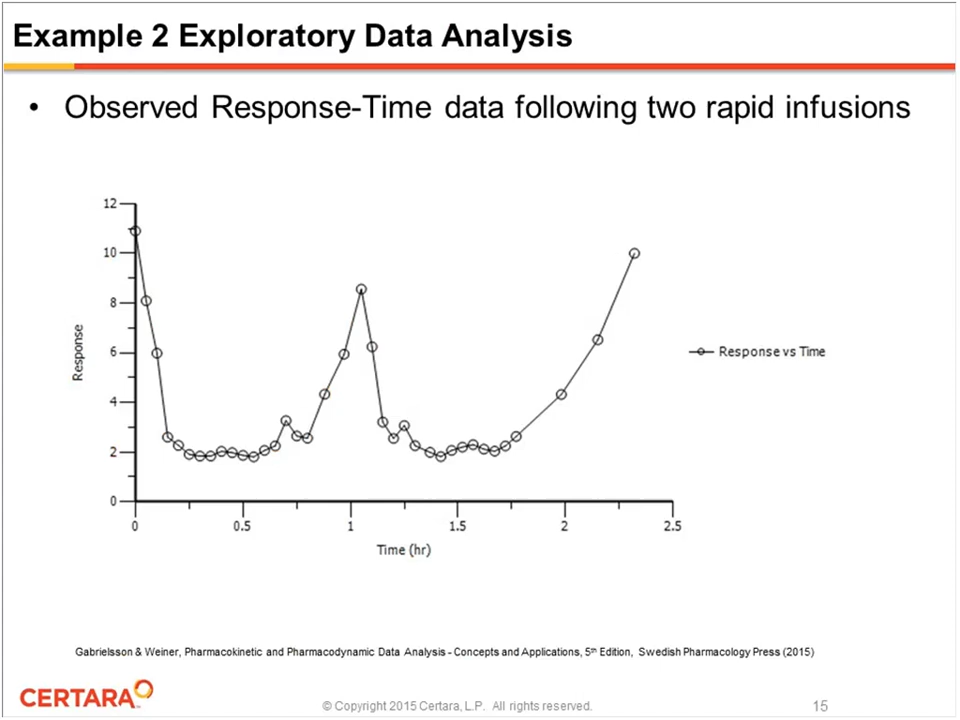 Example 2 Exploratory Data Analysis
• Observed Response-Time data following two rapid infusions
12
10
8
6
4
2
0
Response
0 0.5 1 1.5 2 2.5
Time (hr)
Response vs Time
Gabrielsson & Weiner, Pharmacokinetic and Pharmacodynamic Data Analysis - Concepts and Applications, 5th Edition, Swedish Pharmacology Press (2015)
CERTARA™
© Copyright 2015 Certara, L.P. All rights reserved.
15